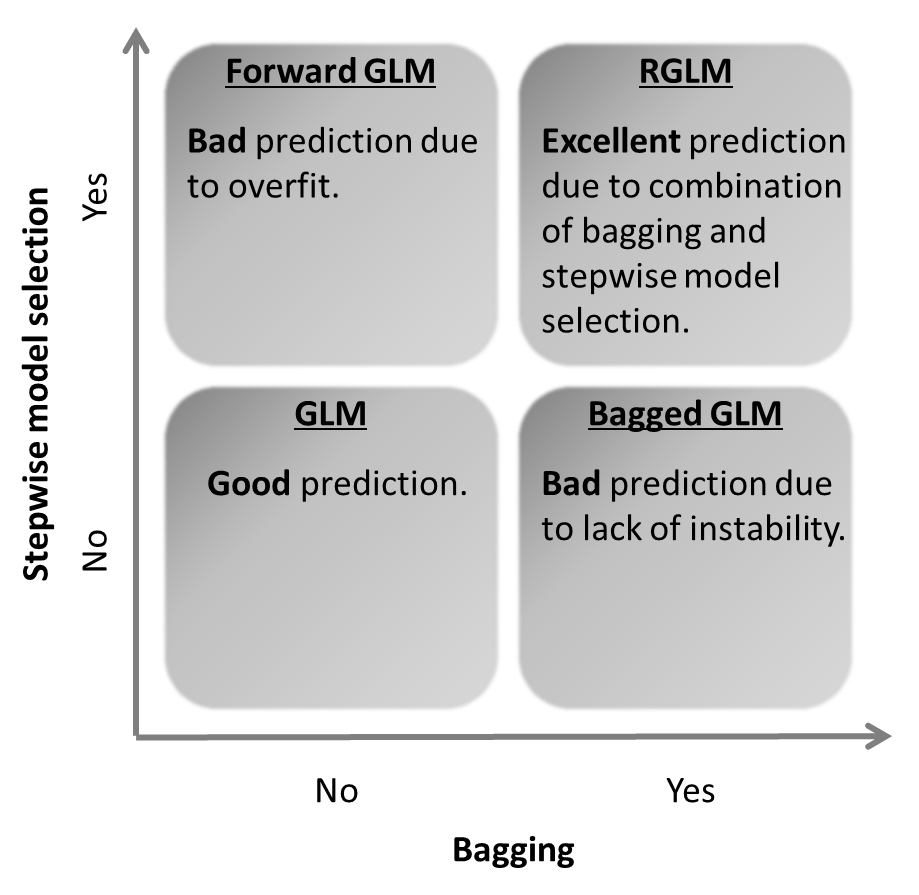 Stepwise model selection
Yes
No
Forward GLM
Bad prediction due
to overfit.
RGLM
Excellent prediction
due to combination
of bagging and
stepwise model
selection.
GLM
Good prediction.
Bagged GLM
Bad prediction due
to lack of instability.
No
Yes
Bagging